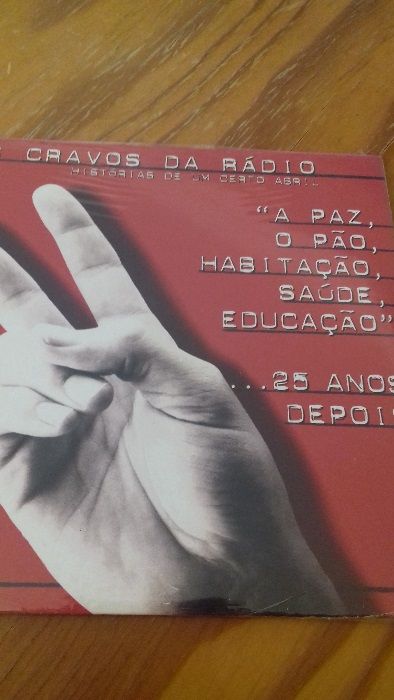 CRAVOS DA RÁDIO
HISTÓRIAS DE UM CERTO ABRIL
"A PAZ,
O PÃO,
HABITAÇÃO,
SAÚDE,
EDUCAÇÃO"
...25 ANOS
DEPOIS